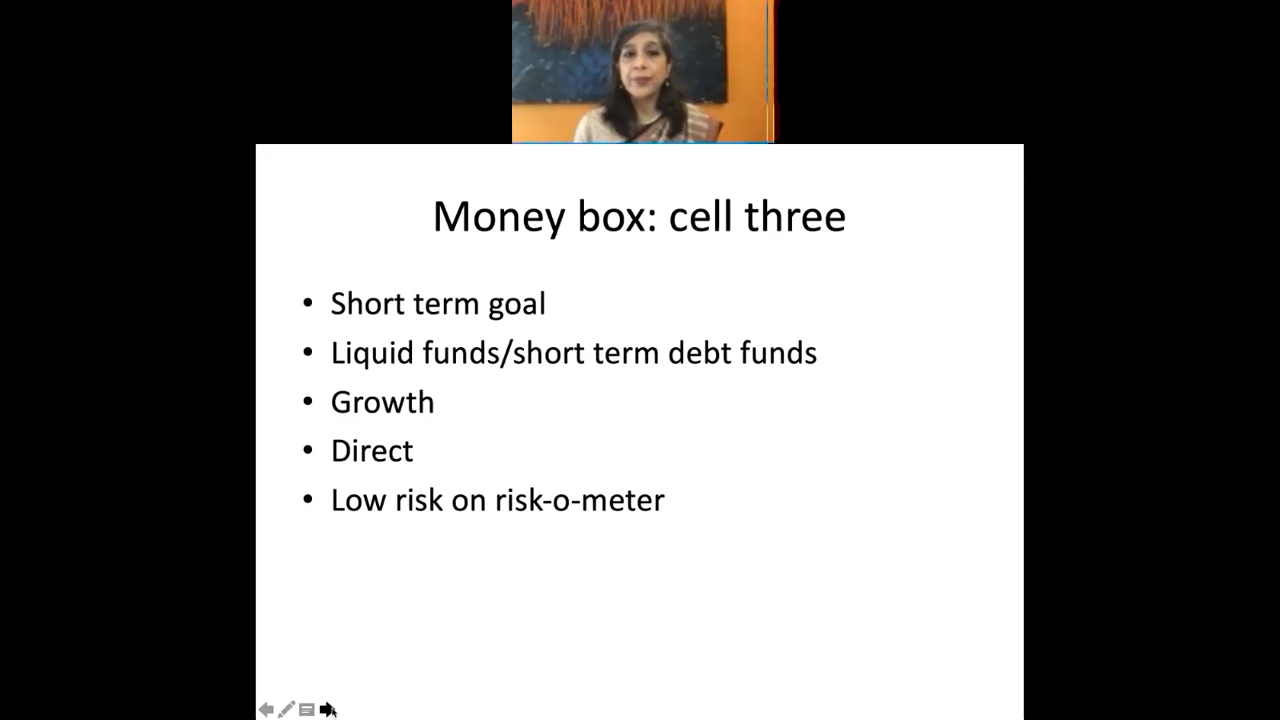 Money box: cell three
• Short term goal
• Liquid funds/short term debt funds
• Growth
• Direct
• Low risk on risk-o-meter